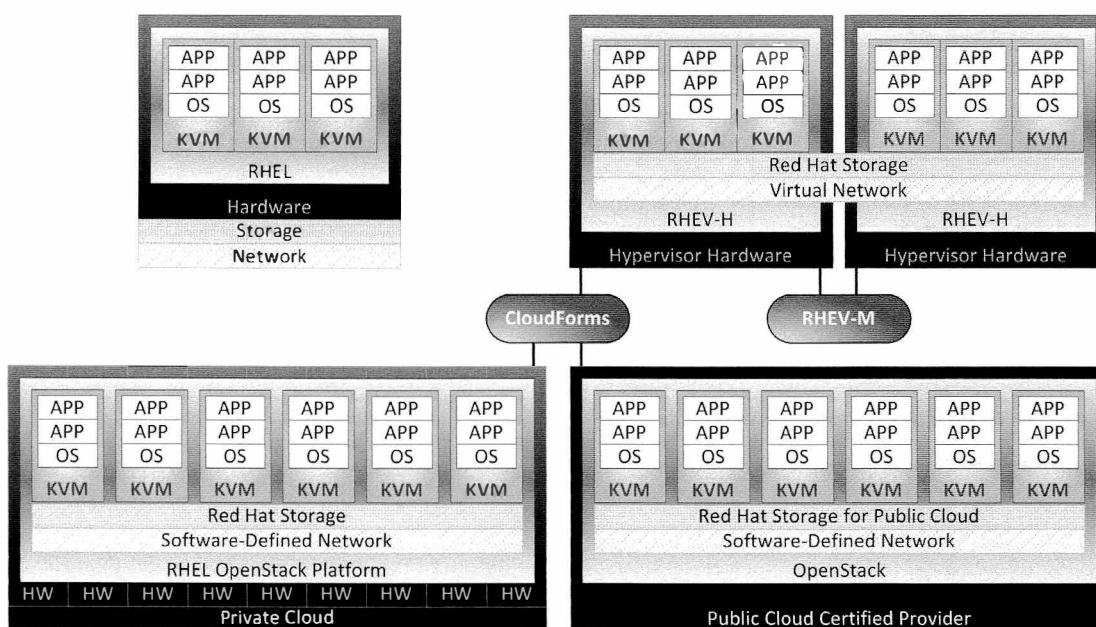 APP APP APP
APP APP APP
OS OS OS
KVM KVM KVM
RHEL
Hardware
Storage
Network
APP APP APP
APP APP APP
OS OS OS
KVM KVM KVM
APP APP APP
APP APP APP
OS OS OS
KVM KVM KVM
Red Hat Storage
Virtual Network
RHEV-H
RHEV-H
Hypervisor Hardware
Hypervisor Hardware
CloudForms
RHEV-M
APP APP APP APP APP APP
APP APP APP APP APP APP
OS OS OS OS OS OS
KVM KVM KVM KVM KVM KVM
Red Hat Storage
Software-Defined Network
RHEL OpenStack Platform
HW HW HW HW HW HW HW HW HW
Private Cloud
APP APP APP APP APP APP
APP APP APP APP APP APP
OS OS OS OS OS OS
KVM KVM KVM KVM KVM KVM
Red Hat Storage for Public Cloud
Software-Defined Network
OpenStack
Public Cloud Certified Provider